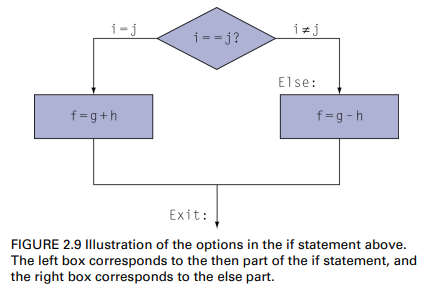 i=j
i==j?
i≠j
Else:
f=g+h
f=g-h
Exit:
FIGURE 2.9 Illustration of the options in the if statement above.
The left box corresponds to the then part of the if statement, and
the right box corresponds to the else part.